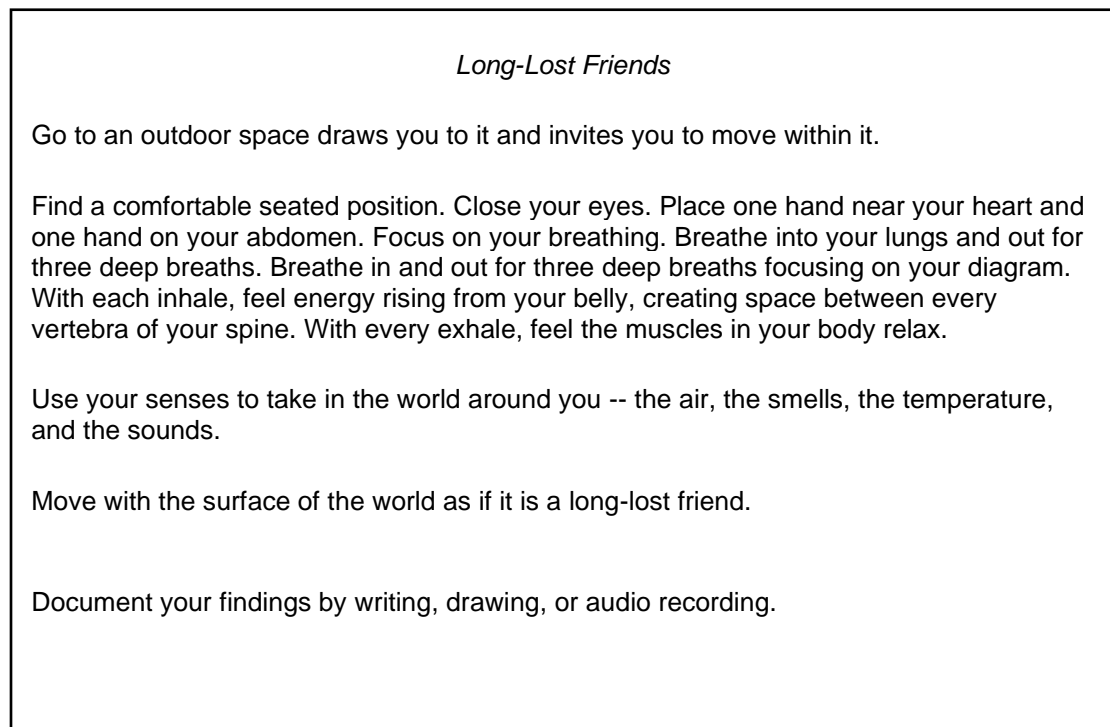 Long-Lost Friends
Go to an outdoor space draws you to it and invites you to move within it.
Find a comfortable seated position. Close your eyes. Place one hand near your heart and
one hand on your abdomen. Focus on your breathing. Breathe into your lungs and out for
three deep breaths. Breathe in and out for three deep breaths focusing on your diagram.
With each inhale, feel energy rising from your belly, creating space between every
vertebra of your spine. With every exhale, feel the muscles in your body relax.
Use your senses to take in the world around you -- the air, the smells, the temperature,
and the sounds.
Move with the surface of the world as if it is a long-lost friend.
Document your findings by writing, drawing, or audio recording.